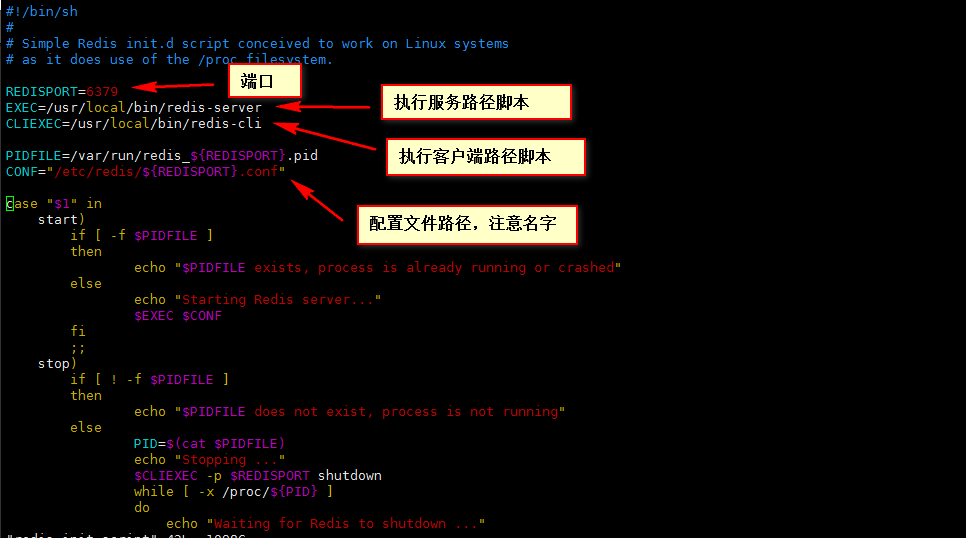 #!/bin/sh
#
# Simple Redis init.d script conceived to work on Linux systems
# as it does use of the /proc filesystem.
端口
REDISPORT=6379
EXEC=/usr/local/bin/redis-server
执行服务路径脚本
CLIEXEC=/usr/local/bin/redis-cli
执行客户端路径脚本
PIDFILE=/var/run/redis_${REDISPORT}.pid
CONF="/etc/redis/${REDISPORT}.conf"
配置文件路径，注意名字
case "$1" in
    start)
        if [ -f $PIDFILE ]
        then
                echo "$PIDFILE exists, process is already running or crashed"
        else
                echo "Starting Redis server..."
                $EXEC $CONF
        fi
        ;;
    stop)
        if [ ! -f $PIDFILE ]
        then
                echo "$PIDFILE does not exist, process is not running"
        else
                PID=$(cat $PIDFILE)
                echo "Stopping ..."
                $CLIEXEC -p $REDISPORT shutdown
                while [ -x /proc/${PID} ]
                do
                    echo "Waiting for Redis to shutdown ..."